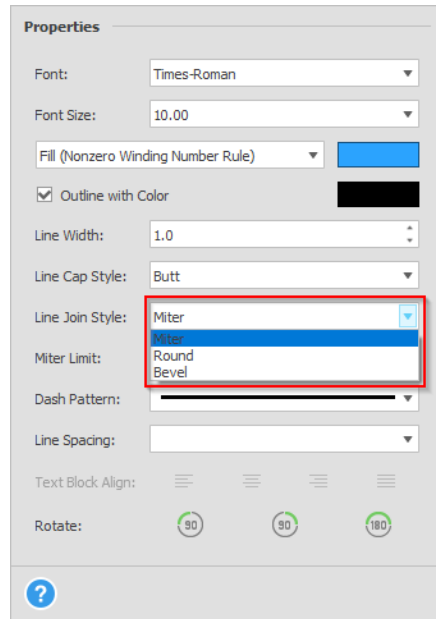 Properties
Font: Times-Roman
Font Size: 10.00
Fill (Nonzero Winding Number Rule)
Outline with Color
Line Width: 1.0
Line Cap Style: Butt
Line Join Style: Miter
Miter
Miter Limit: Round
Bevel
Dash Pattern:
Line Spacing:
Text Block Align:
Rotate: 90 90 180
?